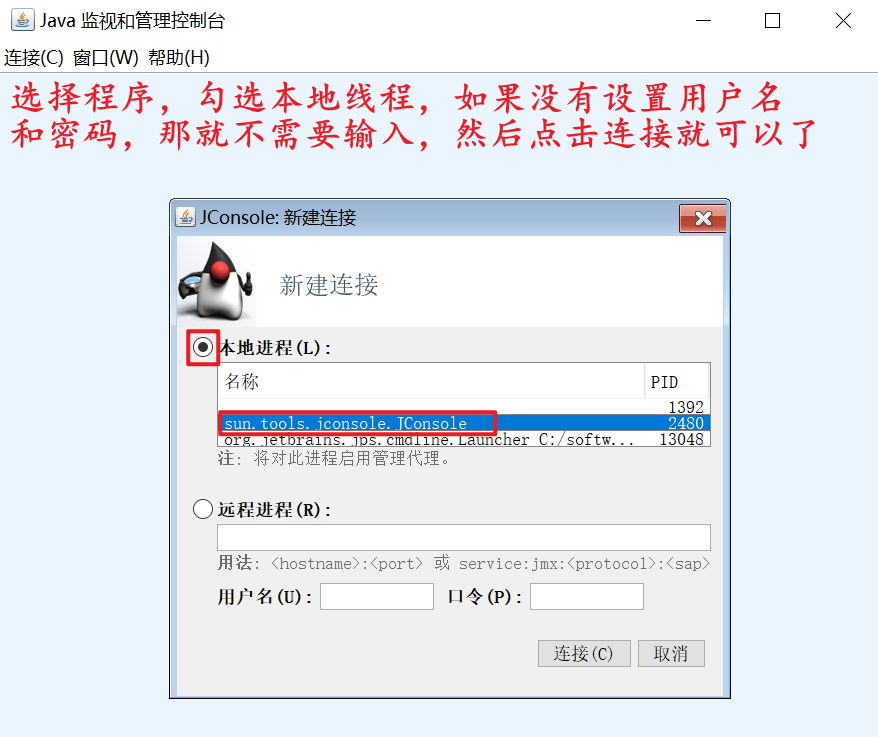 Java 监视和管理控制台
连接(C) 窗口(W) 帮助(H)
选择程序，勾选本地线程，如果没有设置用户名
和密码，那就不需要输入，然后点击连接就可以了
JConsole: 新建连接
新建连接
本地进程(L):
名称 PID
1392
sun.tools.jconsole.JConsole 2480
org.jetbrains.jps.cmdline.Launcher C:/softw... 13048
注: 将对此进程启用管理代理。
远程进程(R):
用法: <hostname>:<port> 或 service:jmx:<protocol>:<sap>
用户名(U): 口令(P):
连接(C) 取消